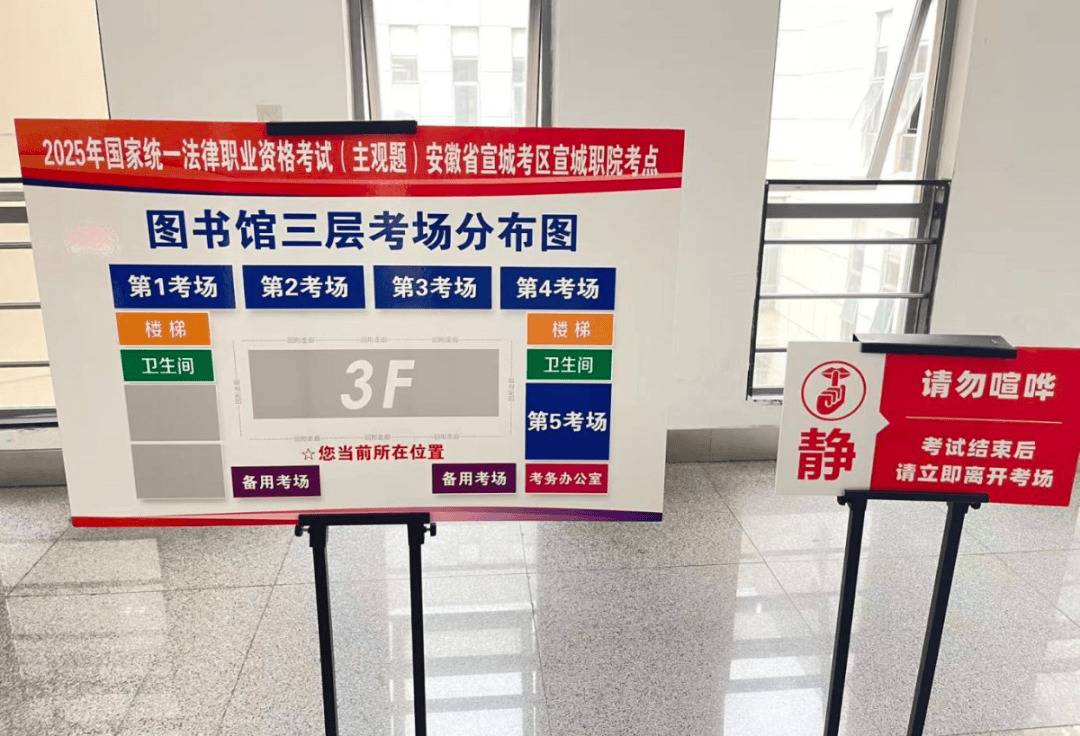 2025年国家统一法律职业资格考试（主观题）安徽省宣城考区宣城职院考点
图书馆三层考场分布图
第1考场 第2考场 第3考场 第4考场
楼梯 楼梯
卫生间 卫生间
3F
第5考场
☆您当前所在位置
备用考场 备用考场 考务办公室
静
请勿喧哗
考试结束后
请立即离开考场